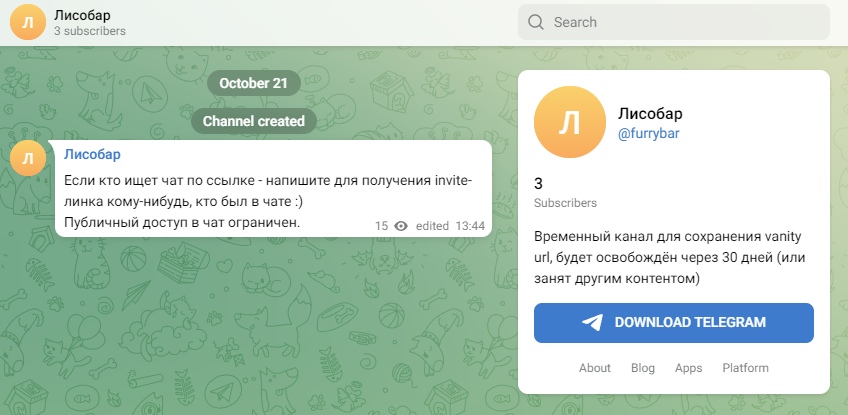 Л
Лисобар
3 subscribers
Search
October 21
Channel created
Л
Лисобар
Если кто ищет чат по ссылке - напишите для получения invite-
линка кому-нибудь, кто был в чате :)
Публичный доступ в чат ограничен.
15 edited 13:44
Л
Лисобар
@furrybar
3
Subscribers
Временный канал для сохранения vanity
url, будет освобождён через 30 дней (или
занят другим контентом)
DOWNLOAD TELEGRAM
About Blog Apps Platform